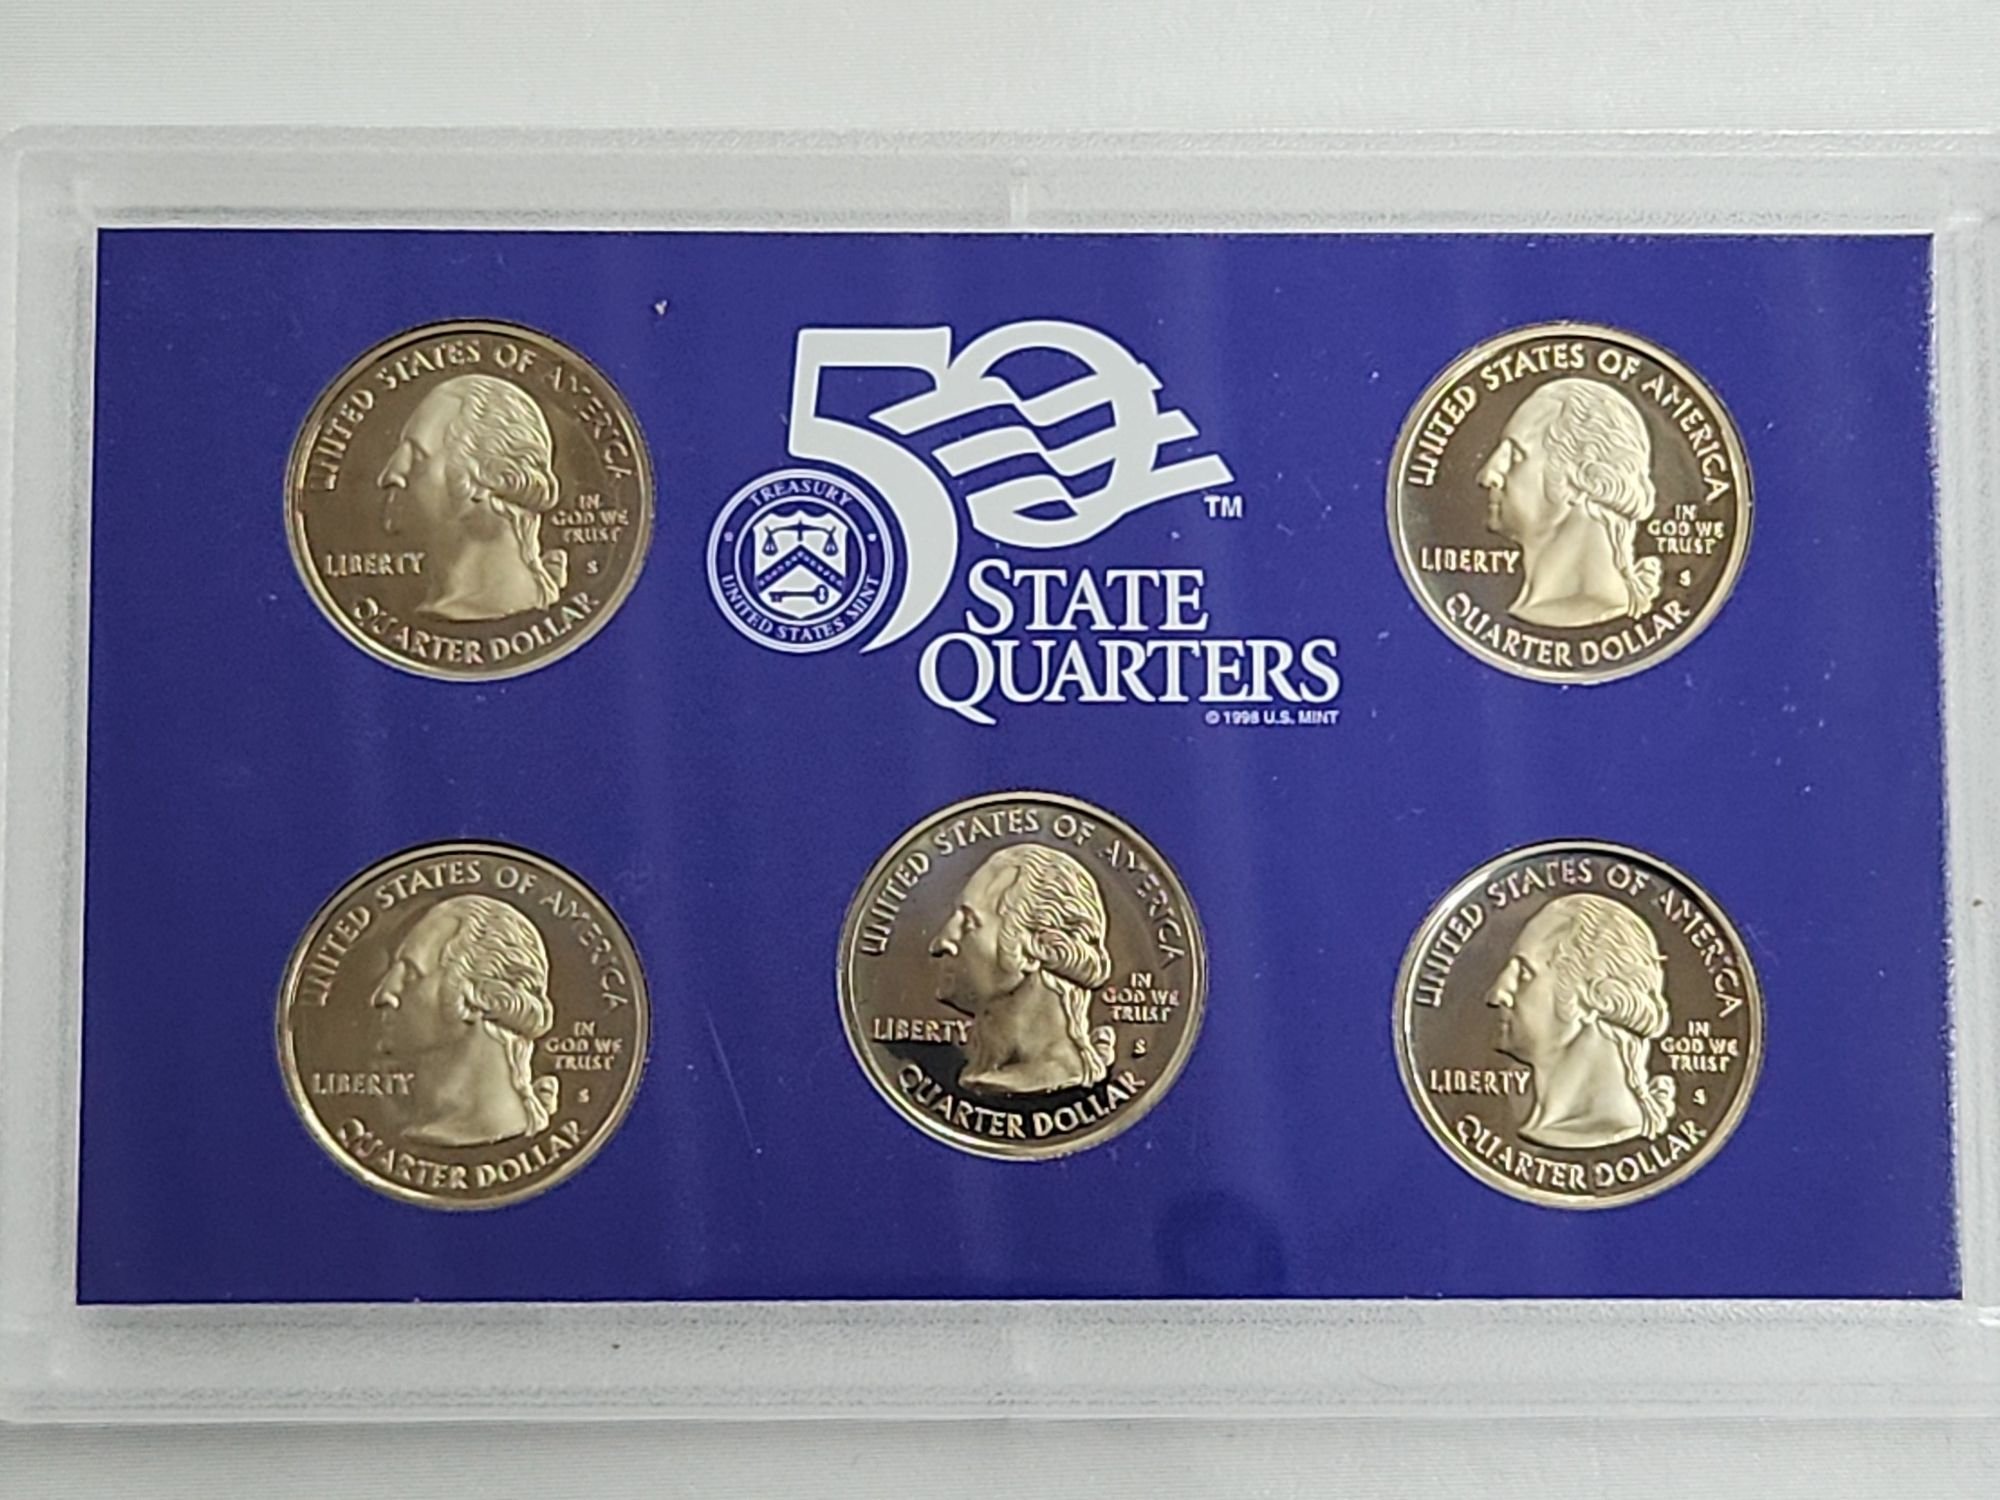 UNITED STATES OF AMERICA
IN
GOD WE
TRUST
LIBERTY
S
QUARTER DOLLAR
50
TM
TREASURY
UNITED STATES MINT
STATE
QUARTERS
© 1998 U.S. MINT
UNITED STATES OF AMERICA
IN
GOD WE
TRUST
LIBERTY
S
QUARTER DOLLAR
UNITED STATES OF AMERICA
IN
GOD WE
TRUST
LIBERTY
S
QUARTER DOLLAR
UNITED STATES OF AMERICA
IN
GOD WE
TRUST
LIBERTY
S
QUARTER DOLLAR
UNITED STATES OF AMERICA
IN
GOD WE
TRUST
LIBERTY
S
QUARTER DOLLAR